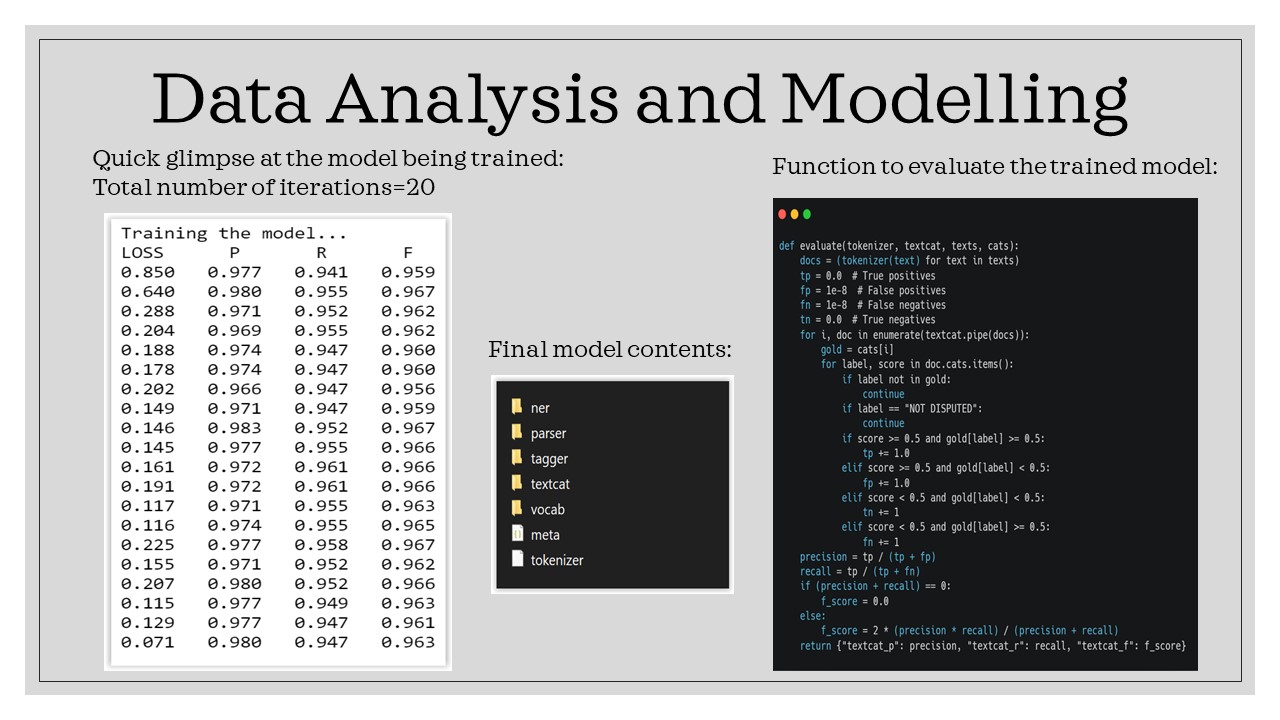 Data Analysis and Modelling
Quick glimpse at the model being trained:
Total number of iterations=20
Training the model...
LOSS P R F
0.850 0.977 0.941 0.959
0.640 0.980 0.955 0.967
0.288 0.971 0.952 0.962
0.204 0.969 0.955 0.962
0.188 0.974 0.947 0.960
0.178 0.974 0.947 0.960
0.202 0.966 0.947 0.956
0.149 0.971 0.947 0.959
0.146 0.983 0.952 0.967
0.145 0.977 0.955 0.966
0.161 0.972 0.961 0.966
0.191 0.972 0.961 0.966
0.117 0.971 0.955 0.963
0.116 0.974 0.955 0.965
0.225 0.977 0.958 0.967
0.155 0.971 0.952 0.962
0.207 0.980 0.952 0.966
0.115 0.977 0.949 0.963
0.129 0.977 0.947 0.961
0.071 0.980 0.947 0.963
Final model contents:
ner
parser
tagger
textcat
vocab
meta
tokenizer
Function to evaluate the trained model:
def evaluate(tokenizer, textcat, texts, cats):
    docs = (tokenizer(text) for text in texts)
    tp = 0.0  # True positives
    fp = 1e-8  # False positives
    fn = 1e-8  # False negatives
    tn = 0.0  # True negatives
    for i, doc in enumerate(textcat.pipe(docs)):
        gold = cats[i]
        for label, score in doc.cats.items():
            if label not in gold:
                continue
            if label == "NOT DISPUTED":
                continue
            if score >= 0.5 and gold[label] >= 0.5:
                tp += 1.0
            elif score >= 0.5 and gold[label] < 0.5:
                fp += 1.0
            elif score < 0.5 and gold[label] < 0.5:
                tn += 1
            elif score < 0.5 and gold[label] >= 0.5:
                fn += 1
    precision = tp / (tp + fp)
    recall = tp / (tp + fn)
    if (precision + recall) == 0:
        f_score = 0.0
    else:
        f_score = 2 * (precision * recall) / (precision + recall)
    return {"textcat_p": precision, "textcat_r": recall, "textcat_f": f_score}